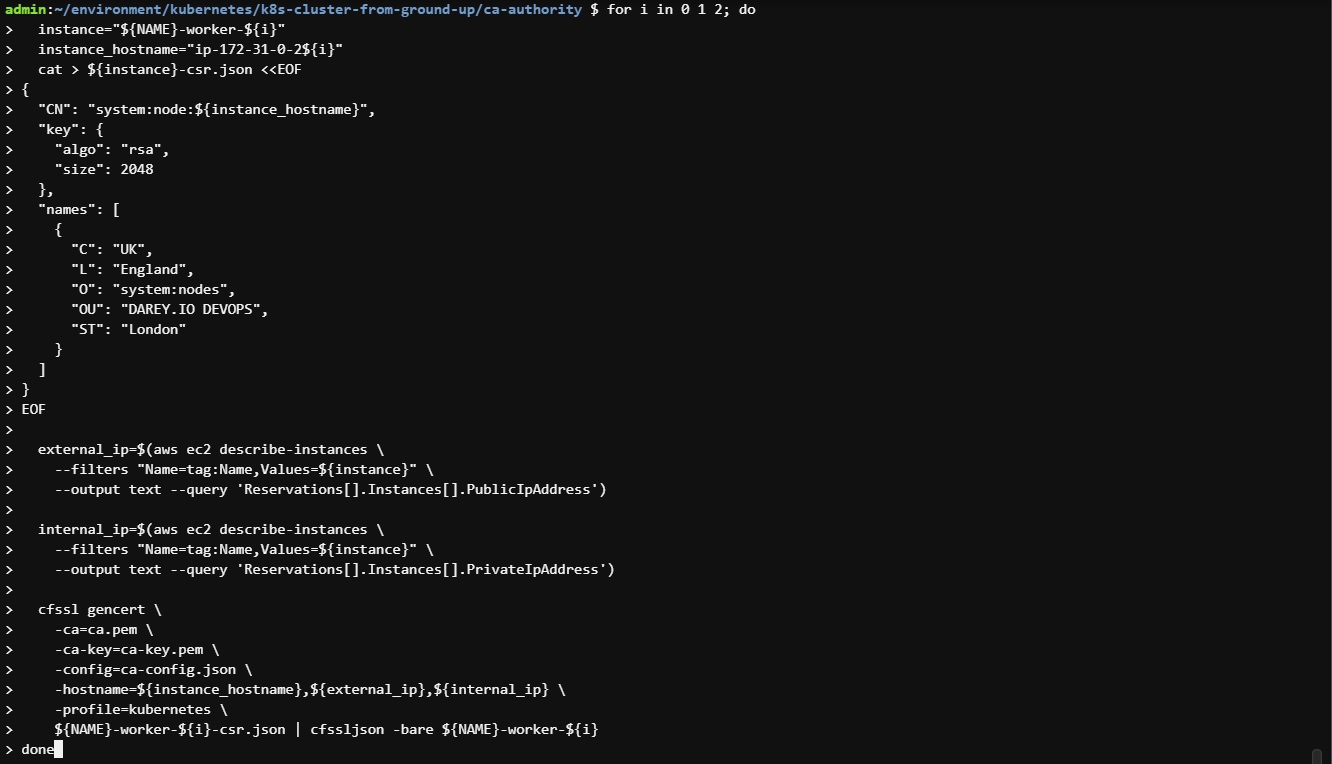 admin:~/environment/kubernetes/k8s-cluster-from-ground-up/ca-authority $ for i in 0 1 2; do
>   instance="${NAME}-worker-${i}"
>   instance_hostname="ip-172-31-0-2${i}"
>   cat > ${instance}-csr.json <<EOF
> {
>   "CN": "system:node:${instance_hostname}",
>   "key": {
>     "algo": "rsa",
>     "size": 2048
>   },
>   "names": [
>     {
>       "C": "UK",
>       "L": "England",
>       "O": "system:nodes",
>       "OU": "DAREY.IO DEVOPS",
>       "ST": "London"
>     }
>   ]
> }
> EOF
>
>   external_ip=$(aws ec2 describe-instances \
>     --filters "Name=tag:Name,Values=${instance}" \
>     --output text --query 'Reservations[].Instances[].PublicIpAddress')
>
>   internal_ip=$(aws ec2 describe-instances \
>     --filters "Name=tag:Name,Values=${instance}" \
>     --output text --query 'Reservations[].Instances[].PrivateIpAddress')
>
>   cfssl gencert \
>     -ca=ca.pem \
>     -ca-key=ca-key.pem \
>     -config=ca-config.json \
>     -hostname=${instance_hostname},${external_ip},${internal_ip} \
>     -profile=kubernetes \
>     ${NAME}-worker-${i}-csr.json | cfssljson -bare ${NAME}-worker-${i}
> done